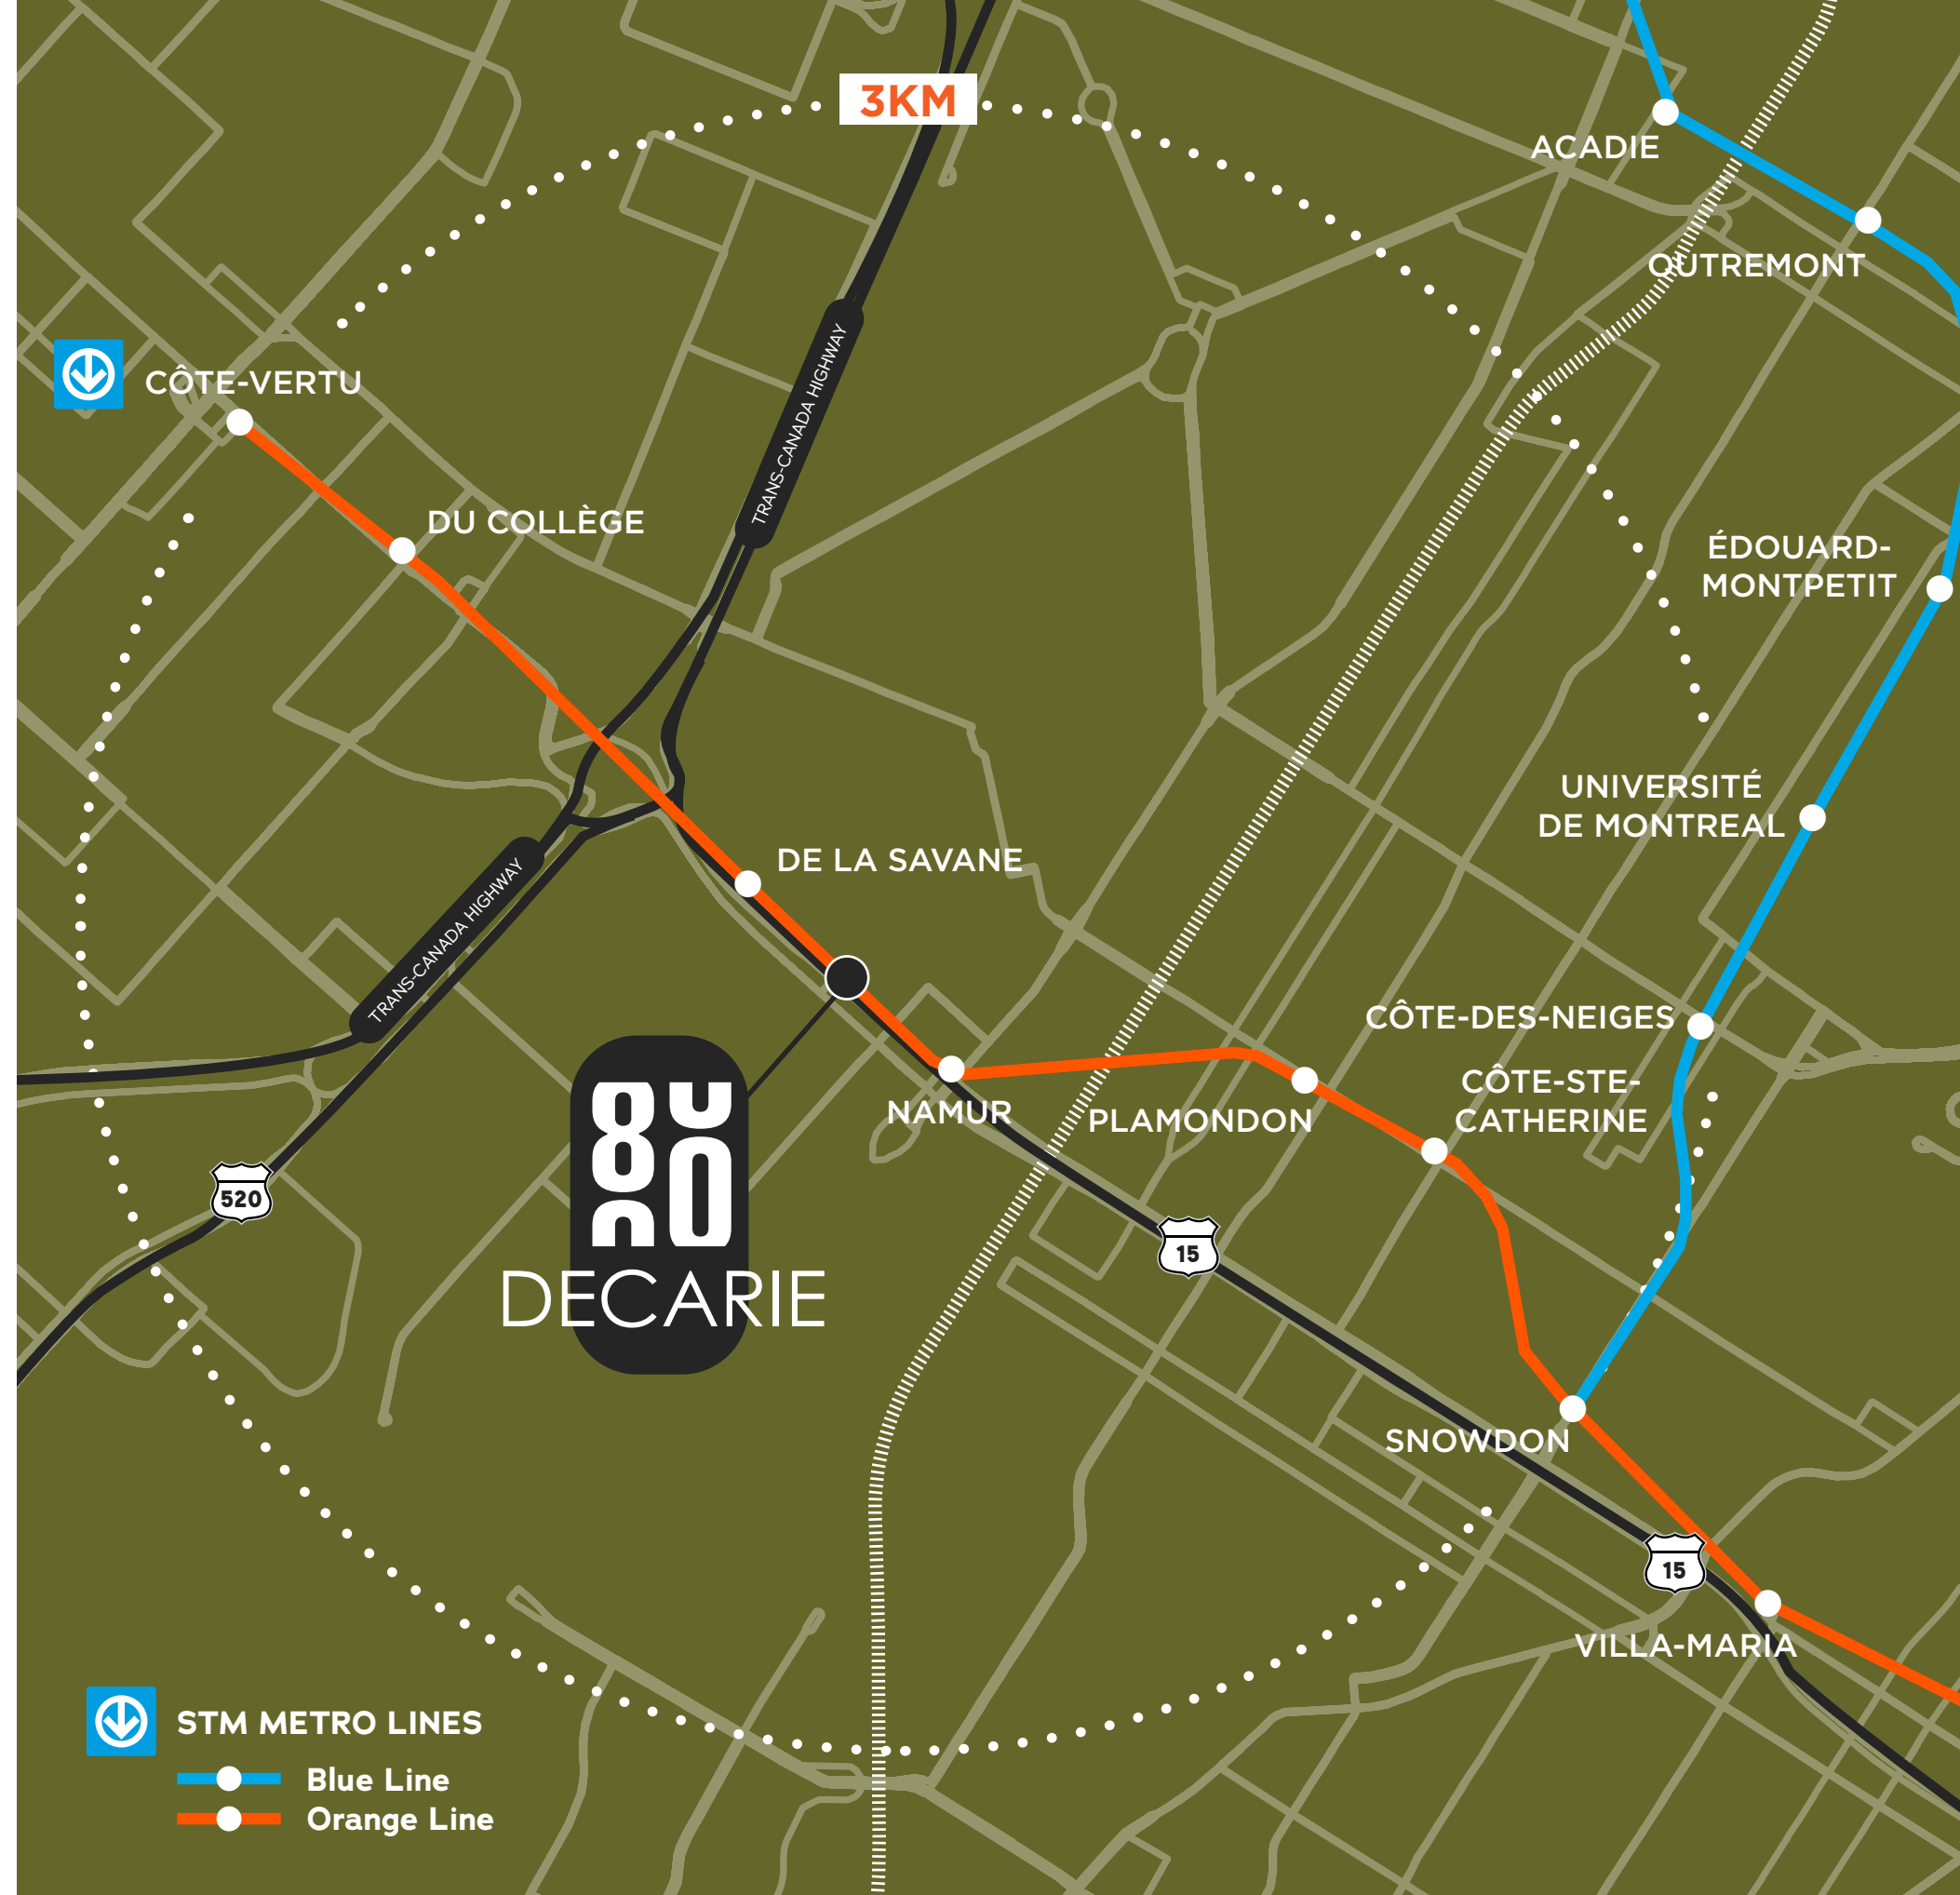 3KM
ACADIE
OUTREMONT
TRANS-CANADA HIGHWAY
CÔTE-VERTU
DU COLLÈGE
ÉDOUARD-
MONTPETIT
UNIVERSITÉ
DE MONTREAL
DE LA SAVANE
TRANS-CANADA HIGHWAY
CÔTE-DES-NEIGES
CÔTE-STE-
CATHERINE
NAMUR
PLAMONDON
520
15
DECARIE
SNOWDON
15
VILLA-MARIA
STM METRO LINES
Blue Line
Orange Line